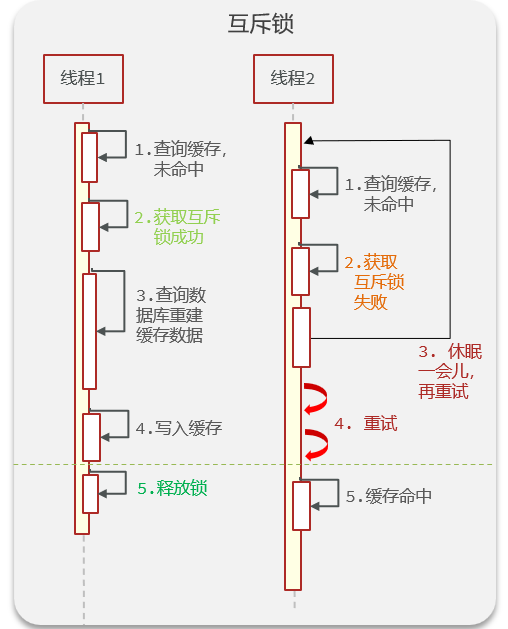 互斥锁
线程1
线程2
1.查询缓存，
未命中
2.获取互斥
锁成功
3.查询数
据库重建
缓存数据
4.写入缓存
5.释放锁
1.查询缓存，
未命中
2.获取
互斥锁
失败
3. 休眠
一会儿，
再重试
4. 重试
5.缓存命中